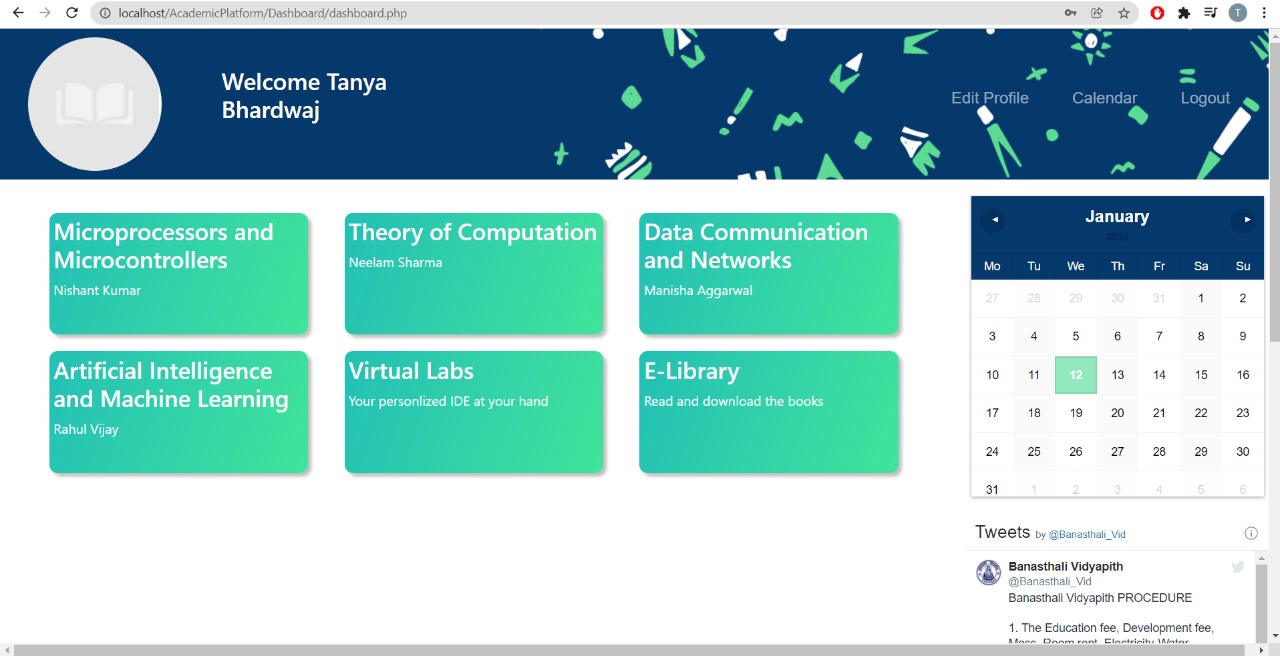 localhost/AcademicPlatform/Dashboard/dashboard.php
T
Welcome Tanya
Bhardwaj
Edit Profile
Calendar
Logout
Microprocessors and
Microcontrollers
Nishant Kumar
Theory of Computation
Neelam Sharma
Data Communication
and Networks
Manisha Aggarwal
Artificial Intelligence
and Machine Learning
Rahul Vijay
Virtual Labs
Your personlized IDE at your hand
E-Library
Read and download the books
January
2022
Mo Tu We Th Fr Sa Su
27 28 29 30 31 1 2
3 4 5 6 7 8 9
10 11 12 13 14 15 16
17 18 19 20 21 22 23
24 25 26 27 28 29 30
31 1 2 3 4 5 6
Tweets by @Banasthali_Vid
Banasthali Vidyapith
@Banasthali_Vid
Banasthali Vidyapith PROCEDURE
1. The Education fee, Development fee,
Mess, Room rent, Electricity, Water